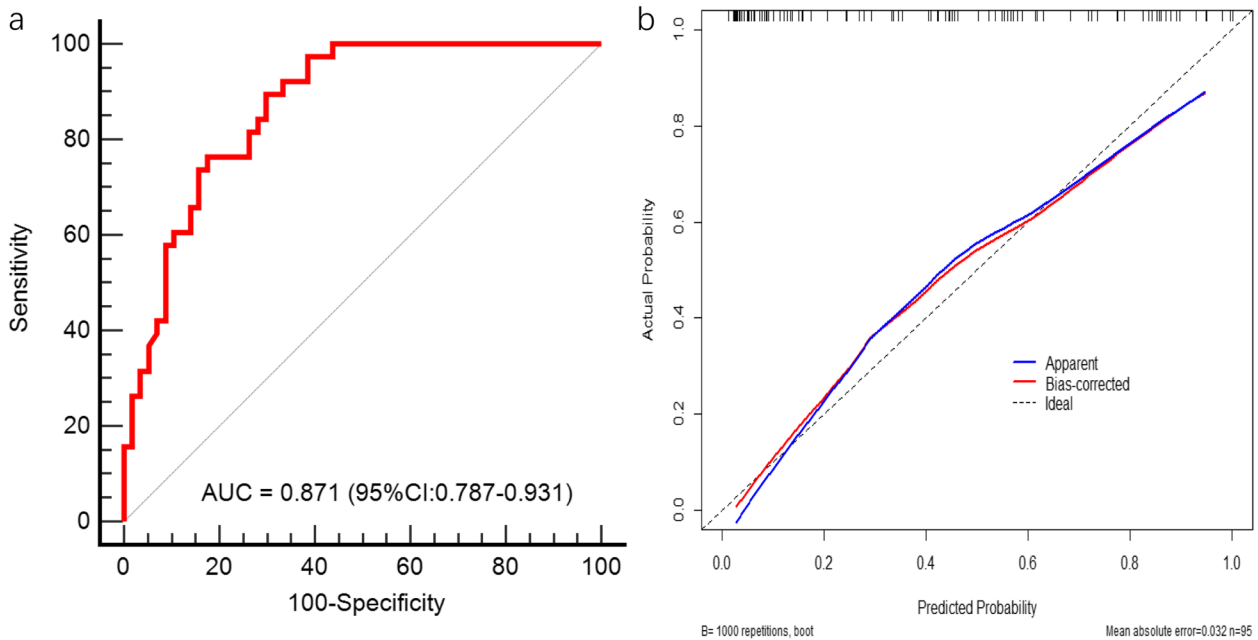 a
100
80
60
40
20
0
Sensitivity
AUC = 0.871 (95%CI:0.787-0.931)
0 20 40 60 80 100
100-Specificity
b
1.0
0.8
0.6
0.4
0.2
0.0
Actual Probability
Apparent
Bias-corrected
Ideal
0.0 0.2 0.4 0.6 0.8 1.0
Predicted Probability
B= 1000 repetitions, boot
Mean absolute error=0.032 n=95